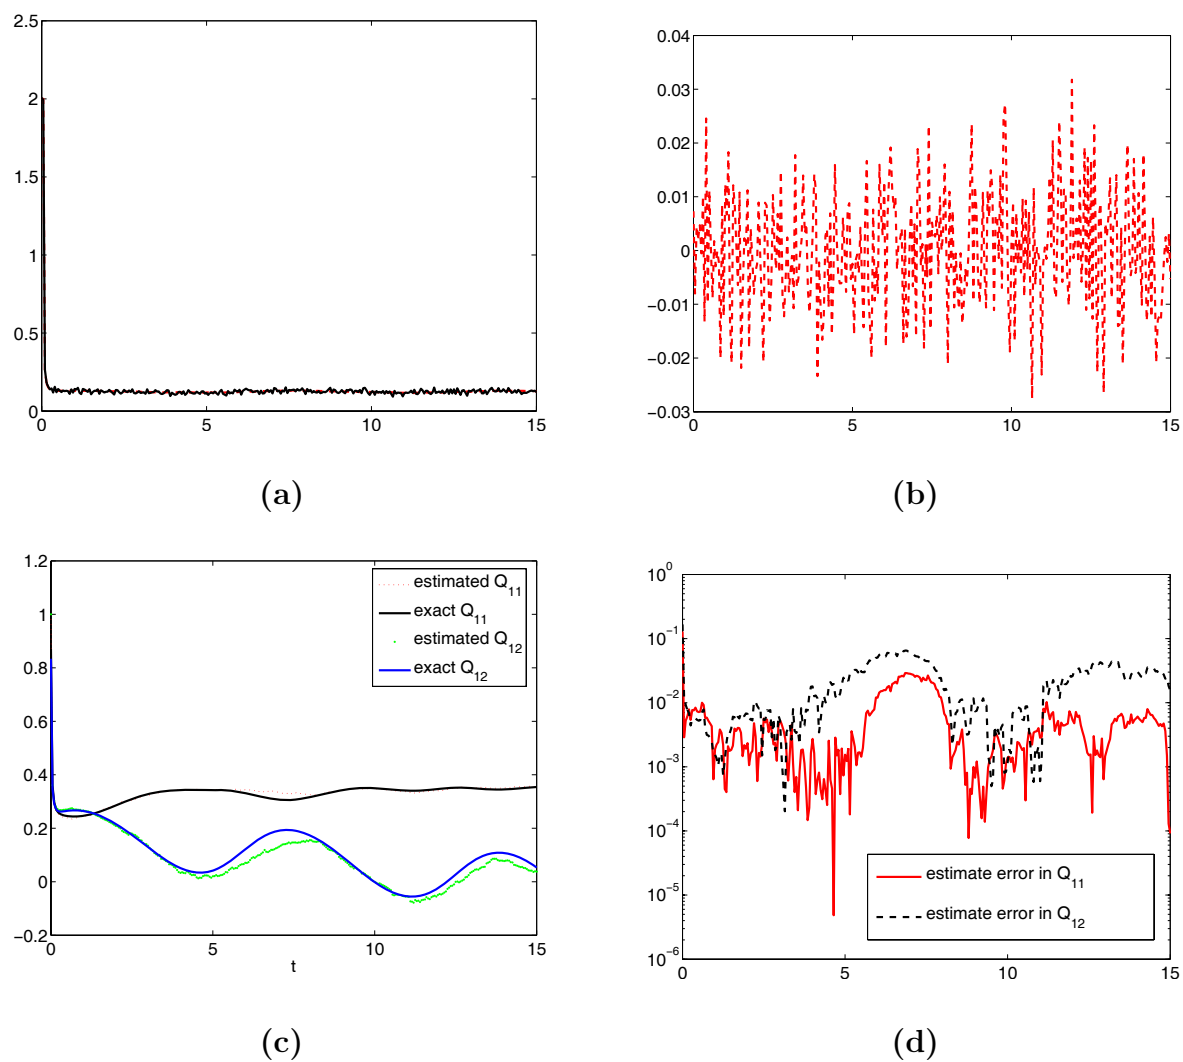 2.5
2
1.5
1
0.5
0
0 5 10 15
(a)
0.04
0.03
0.02
0.01
0
−0.01
−0.02
−0.03
0 5 10 15
(b)
1.2
1
0.8
0.6
0.4
0.2
0
−0.2
0 5 10 15
t
estimated Q11
exact Q11
estimated Q12
exact Q12
(c)
10^0
10^−1
10^−2
10^−3
10^−4
10^−5
10^−6
0 5 10 15
estimate error in Q11
estimate error in Q12
(d)